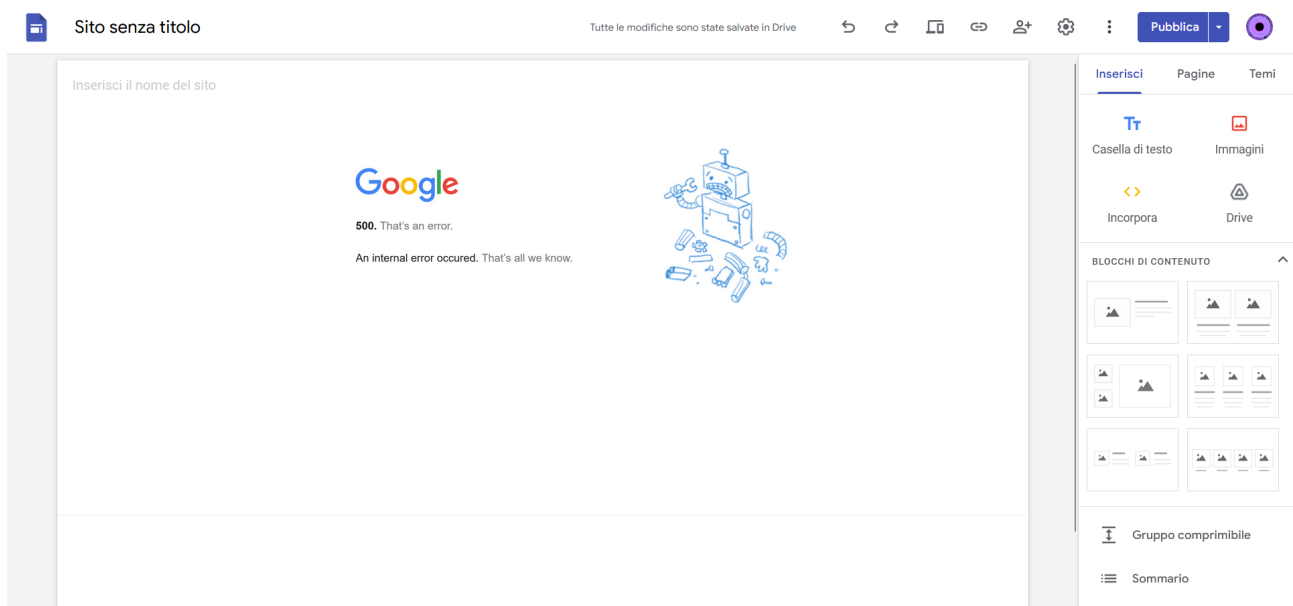 Sito senza titolo
Tutte le modifiche sono state salvate in Drive
Pubblica
Inserisci il nome del sito
Inserisci
Pagine
Temi
Casella di testo
Immagini
Incorpora
Drive
Google
500. That's an error.
An internal error occured. That's all we know.
BLOCCHI DI CONTENUTO
Gruppo comprimibile
Sommario